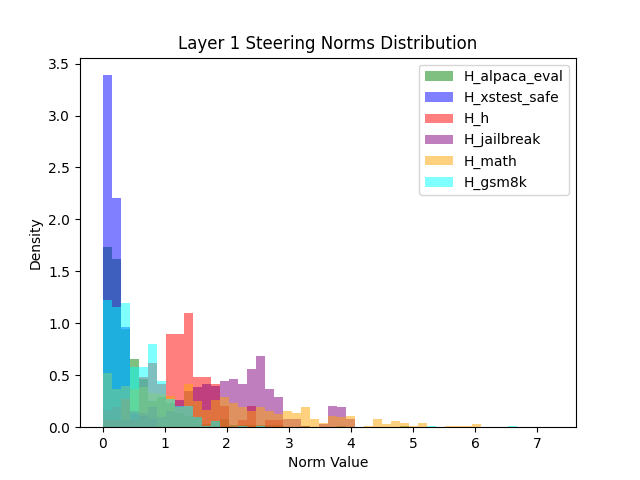 Layer 1 Steering Norms Distribution
3.5
3.0
2.5
2.0
1.5
1.0
0.5
0.0
Density
H_alpaca_eval
H_xstest_safe
H_h
H_jailbreak
H_math
H_gsm8k
0 1 2 3 4 5 6 7
Norm Value